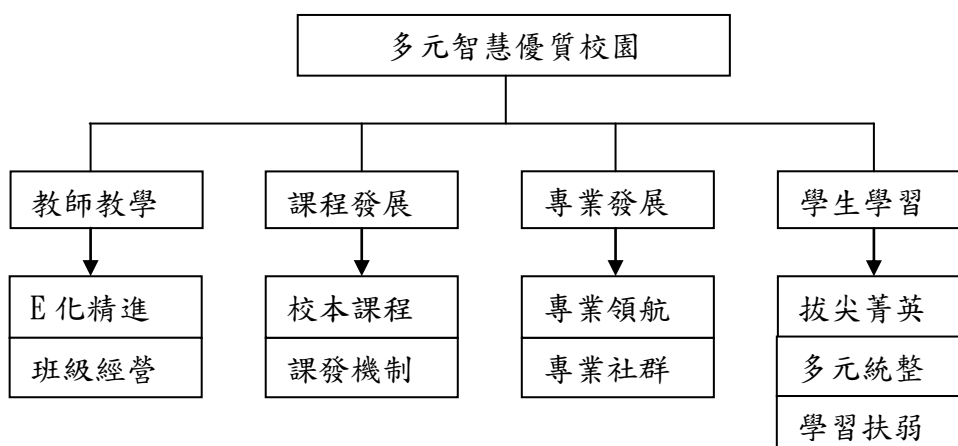 多元智慧優質校園
教師教學
課程發展
專業發展
學生學習
E化精進
班級經營
校本課程
課發機制
專業領航
專業社群
拔尖菁英
多元統整
學習扶弱